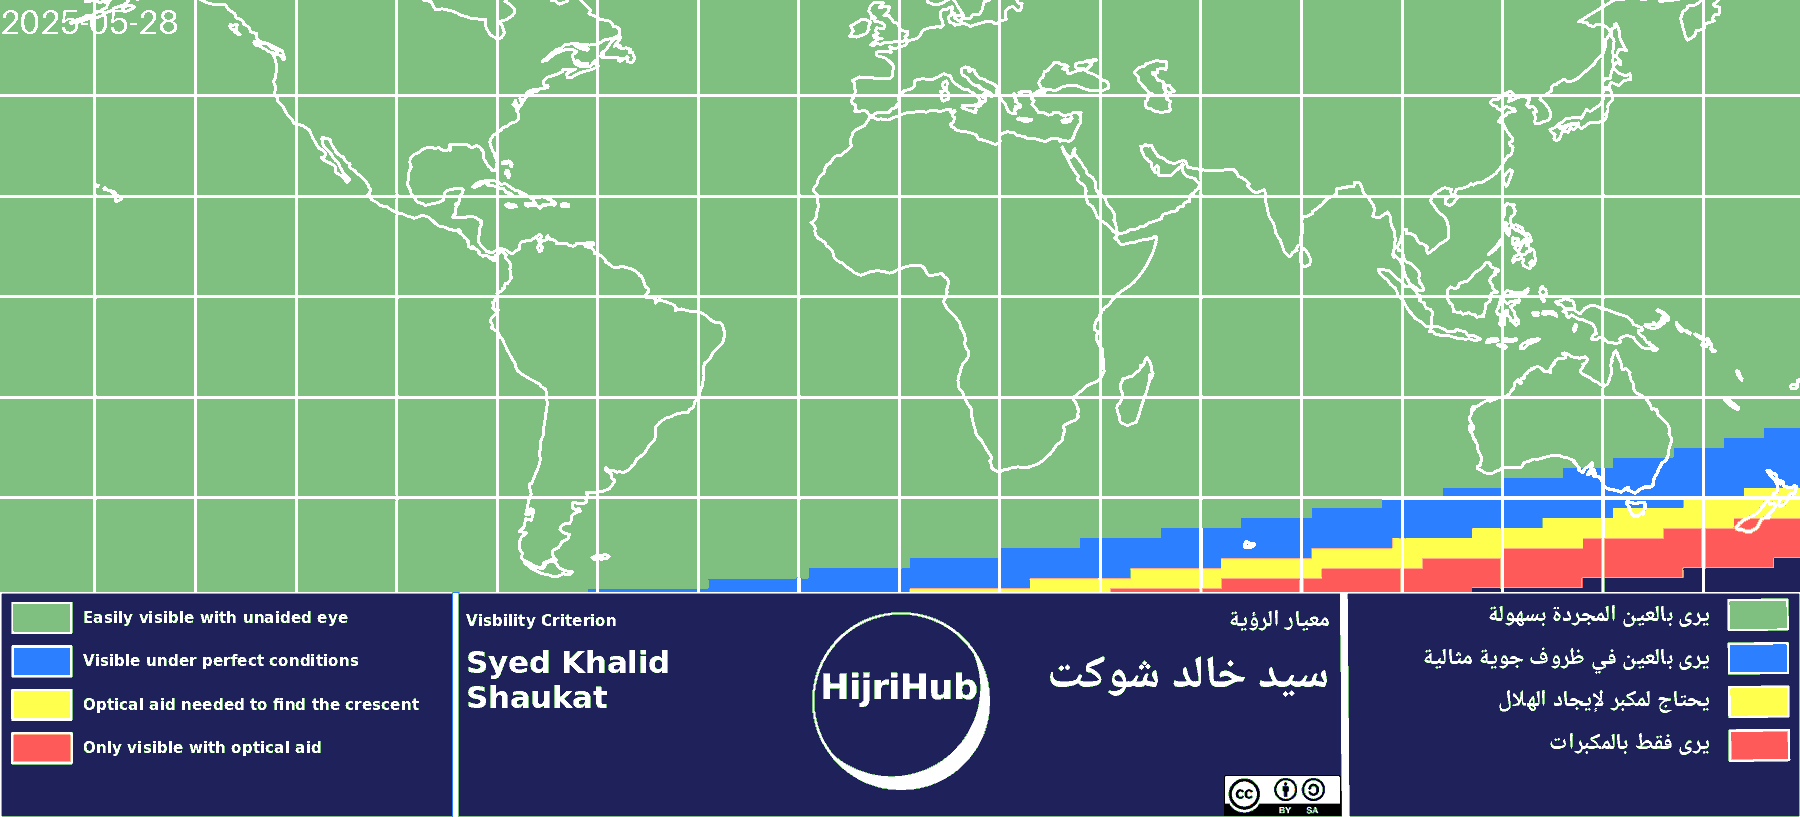 2025-05-28
Easily visible with unaided eye
Visible under perfect conditions
Optical aid needed to find the crescent
Only visible with optical aid
Visbility Criterion
Syed Khalid
Shaukat
HijriHub
معيار الرؤية
سيد خالد شوكت
cc
BY SA
يرى بالعين المجردة بسهولة
يرى بالعين في ظروف جوية مثالية
يحتاج لمكبر لإيجاد الهلال
يرى فقط بالمكبرات